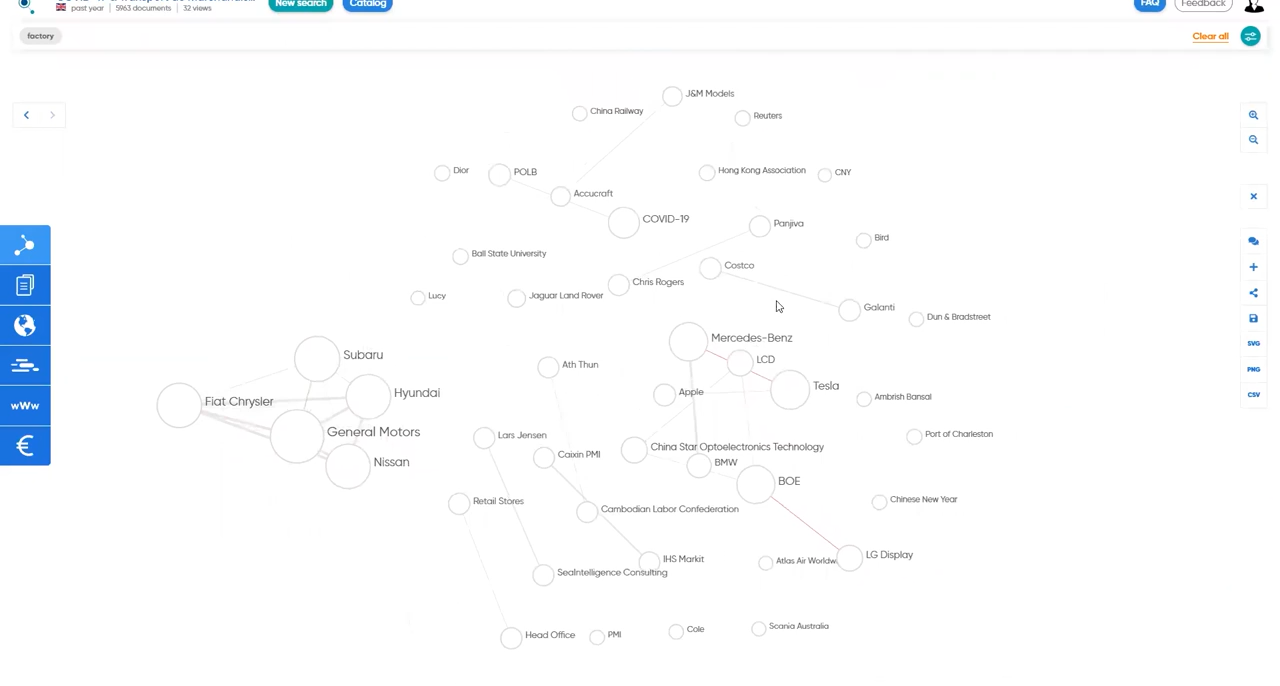 past year | 5963 documents | 32 views
New search
Catalog
FAQ
Feedback
factory
Clear all
J&M Models
China Railway
Reuters
Dior
POLB
Hong Kong Association
CNY
Accucraft
COVID-19
Panjiva
Bird
Ball State University
Costco
Chris Rogers
Lucy
Jaguar Land Rover
Galanti
Dun & Bradstreet
Mercedes-Benz
Subaru
LCD
Ath Thun
Tesla
Hyundai
Apple
Fiat Chrysler
Ambrish Bansal
General Motors
Lars Jensen
Port of Charleston
China Star Optoelectronics Technology
Caixin PMI
Nissan
BMW
BOE
Retail Stores
Chinese New Year
Cambodian Labor Confederation
LG Display
IHS Markit
Atlas Air Worldw
SeaIntelligence Consulting
Head Office
PMI
Cole
Scania Australia
www
€
SVG
PNG
CSV